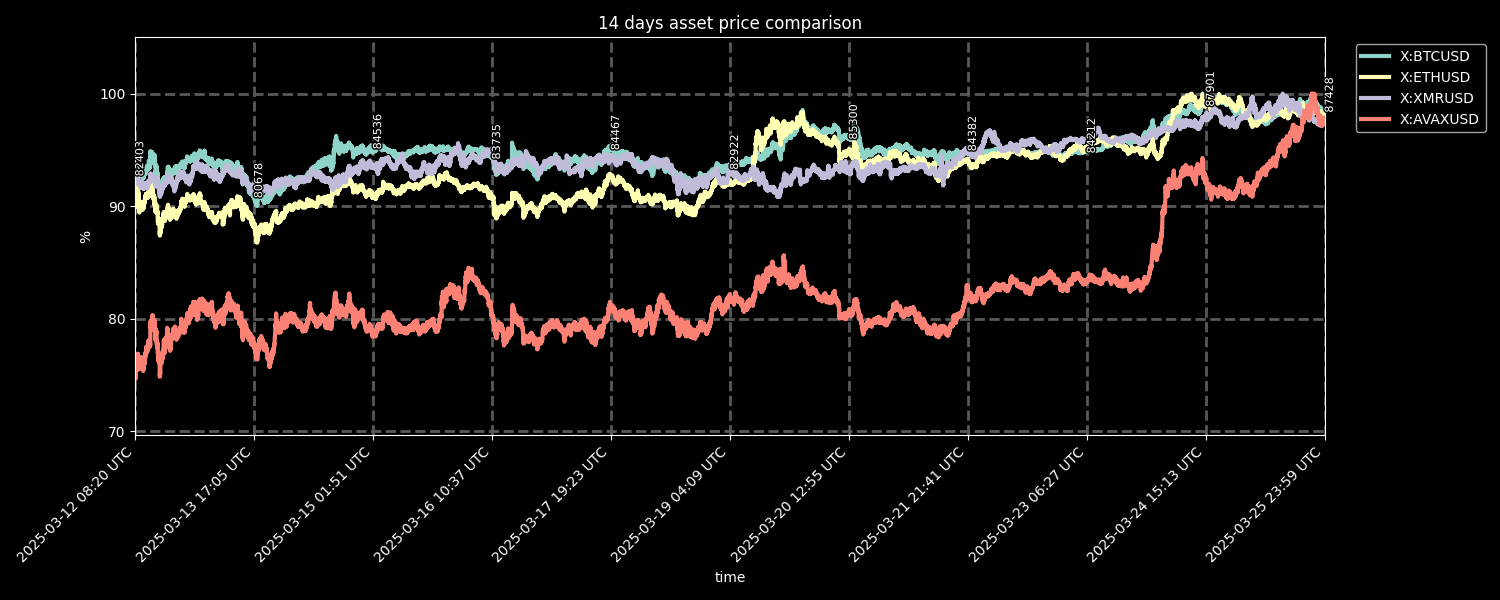 14 days asset price comparison
X:BTCUSD
X:ETHUSD
X:XMRUSD
X:AVAXUSD
100
90
80
70
%
82403
80678
84536
83735
84467
82922
85300
84382
84212
87901
87428
2025-03-12 08:20 UTC
2025-03-13 17:05 UTC
2025-03-15 01:51 UTC
2025-03-16 10:37 UTC
2025-03-17 19:23 UTC
2025-03-19 04:09 UTC
2025-03-20 12:55 UTC
2025-03-21 21:41 UTC
2025-03-23 06:27 UTC
2025-03-24 15:13 UTC
2025-03-25 23:59 UTC
time